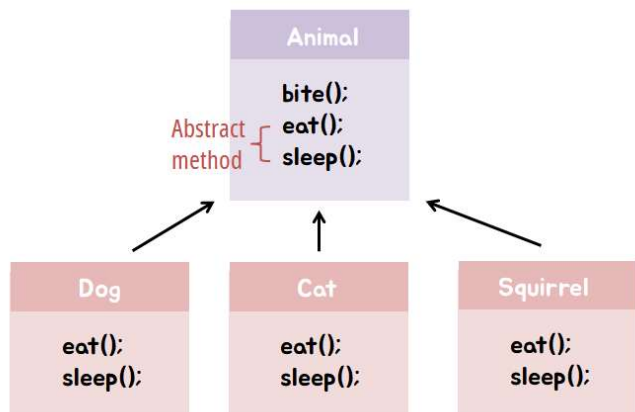 Animal
bite();
Abstract
method
eat();
sleep();
Dog
eat();
sleep();
Cat
eat();
sleep();
Squirrel
eat();
sleep();